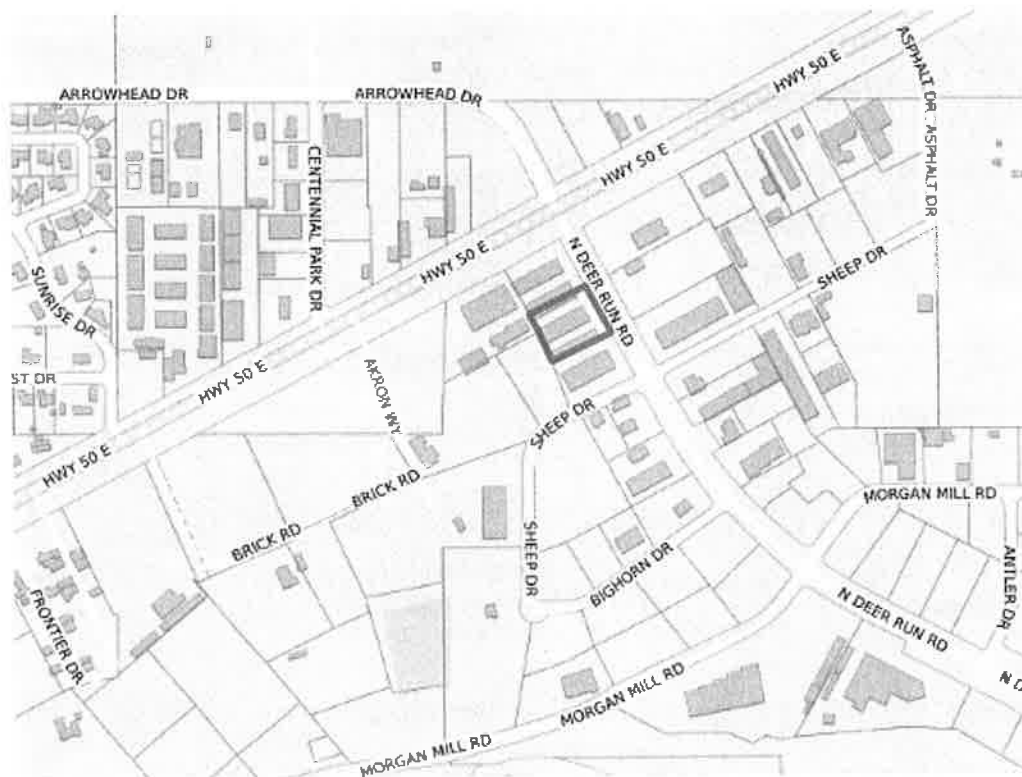 HWY 50 E
ASPHALT DR
ASPHALT DR
ARROWHEAD DR
ARROWHEAD DR
HWY 50 E
CENTENNIAL PARK DR
N DEER RUN RD
HWY 50 E
SHEEP DR
SUNRISE DR
ST DR
HWY 50 E
AKRON WY
SHEEP DR
HWY 50 E
BRICK RD
MORGAN MILL RD
BRICK RD
SHEEP DR
BIGHORN DR
ANTLER DR
FRONTIER DR
N DEER RUN RD
N D
MORGAN MILL RD
MORGAN MILL RD